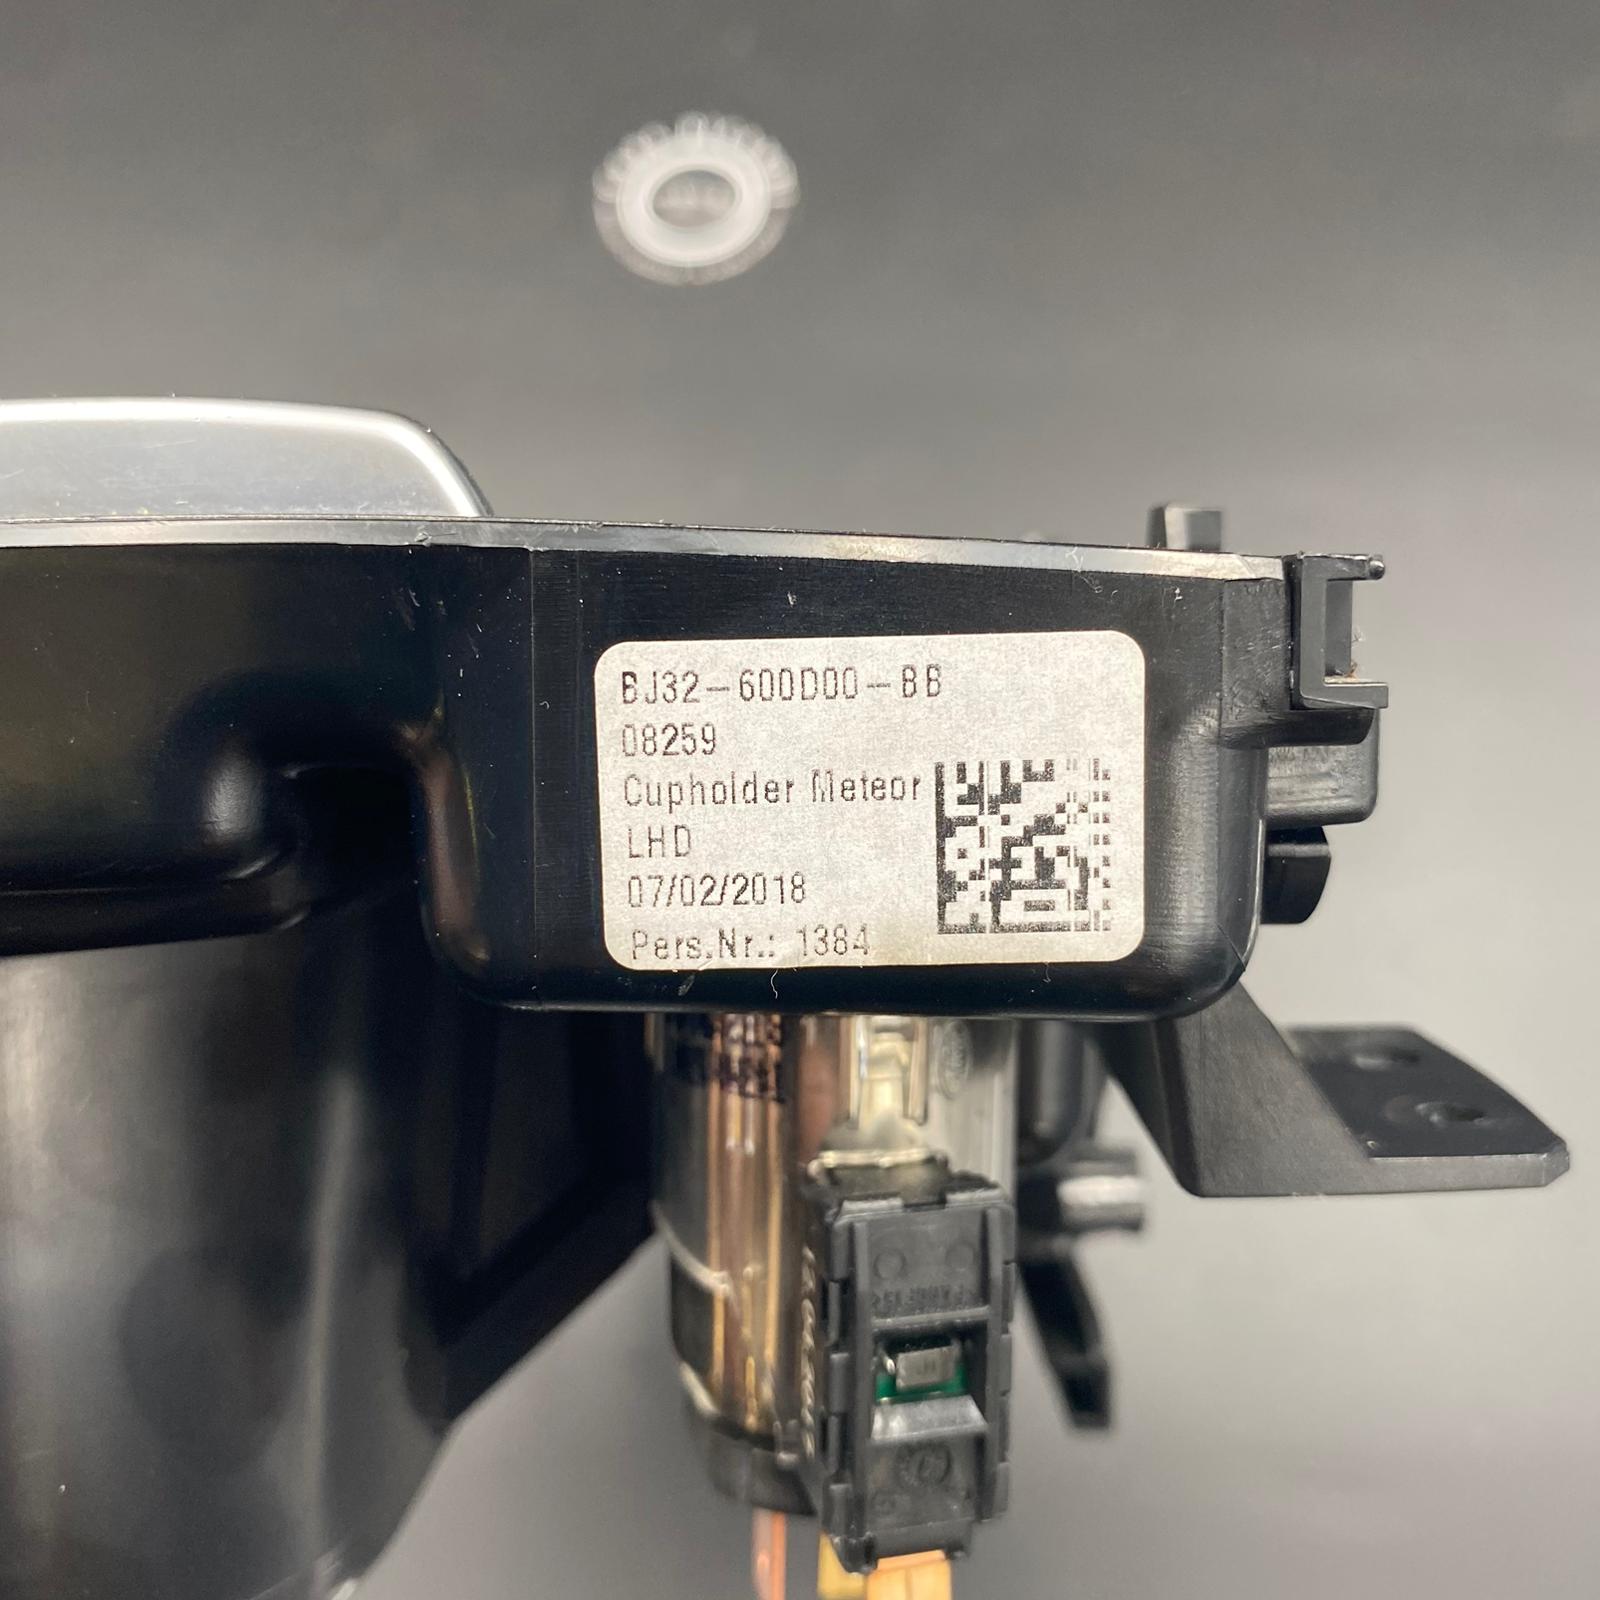 BJ32-600D00-BB
08259
Cupholder Meteor
LHD
07/02/2018
Pers.Nr.: 1384